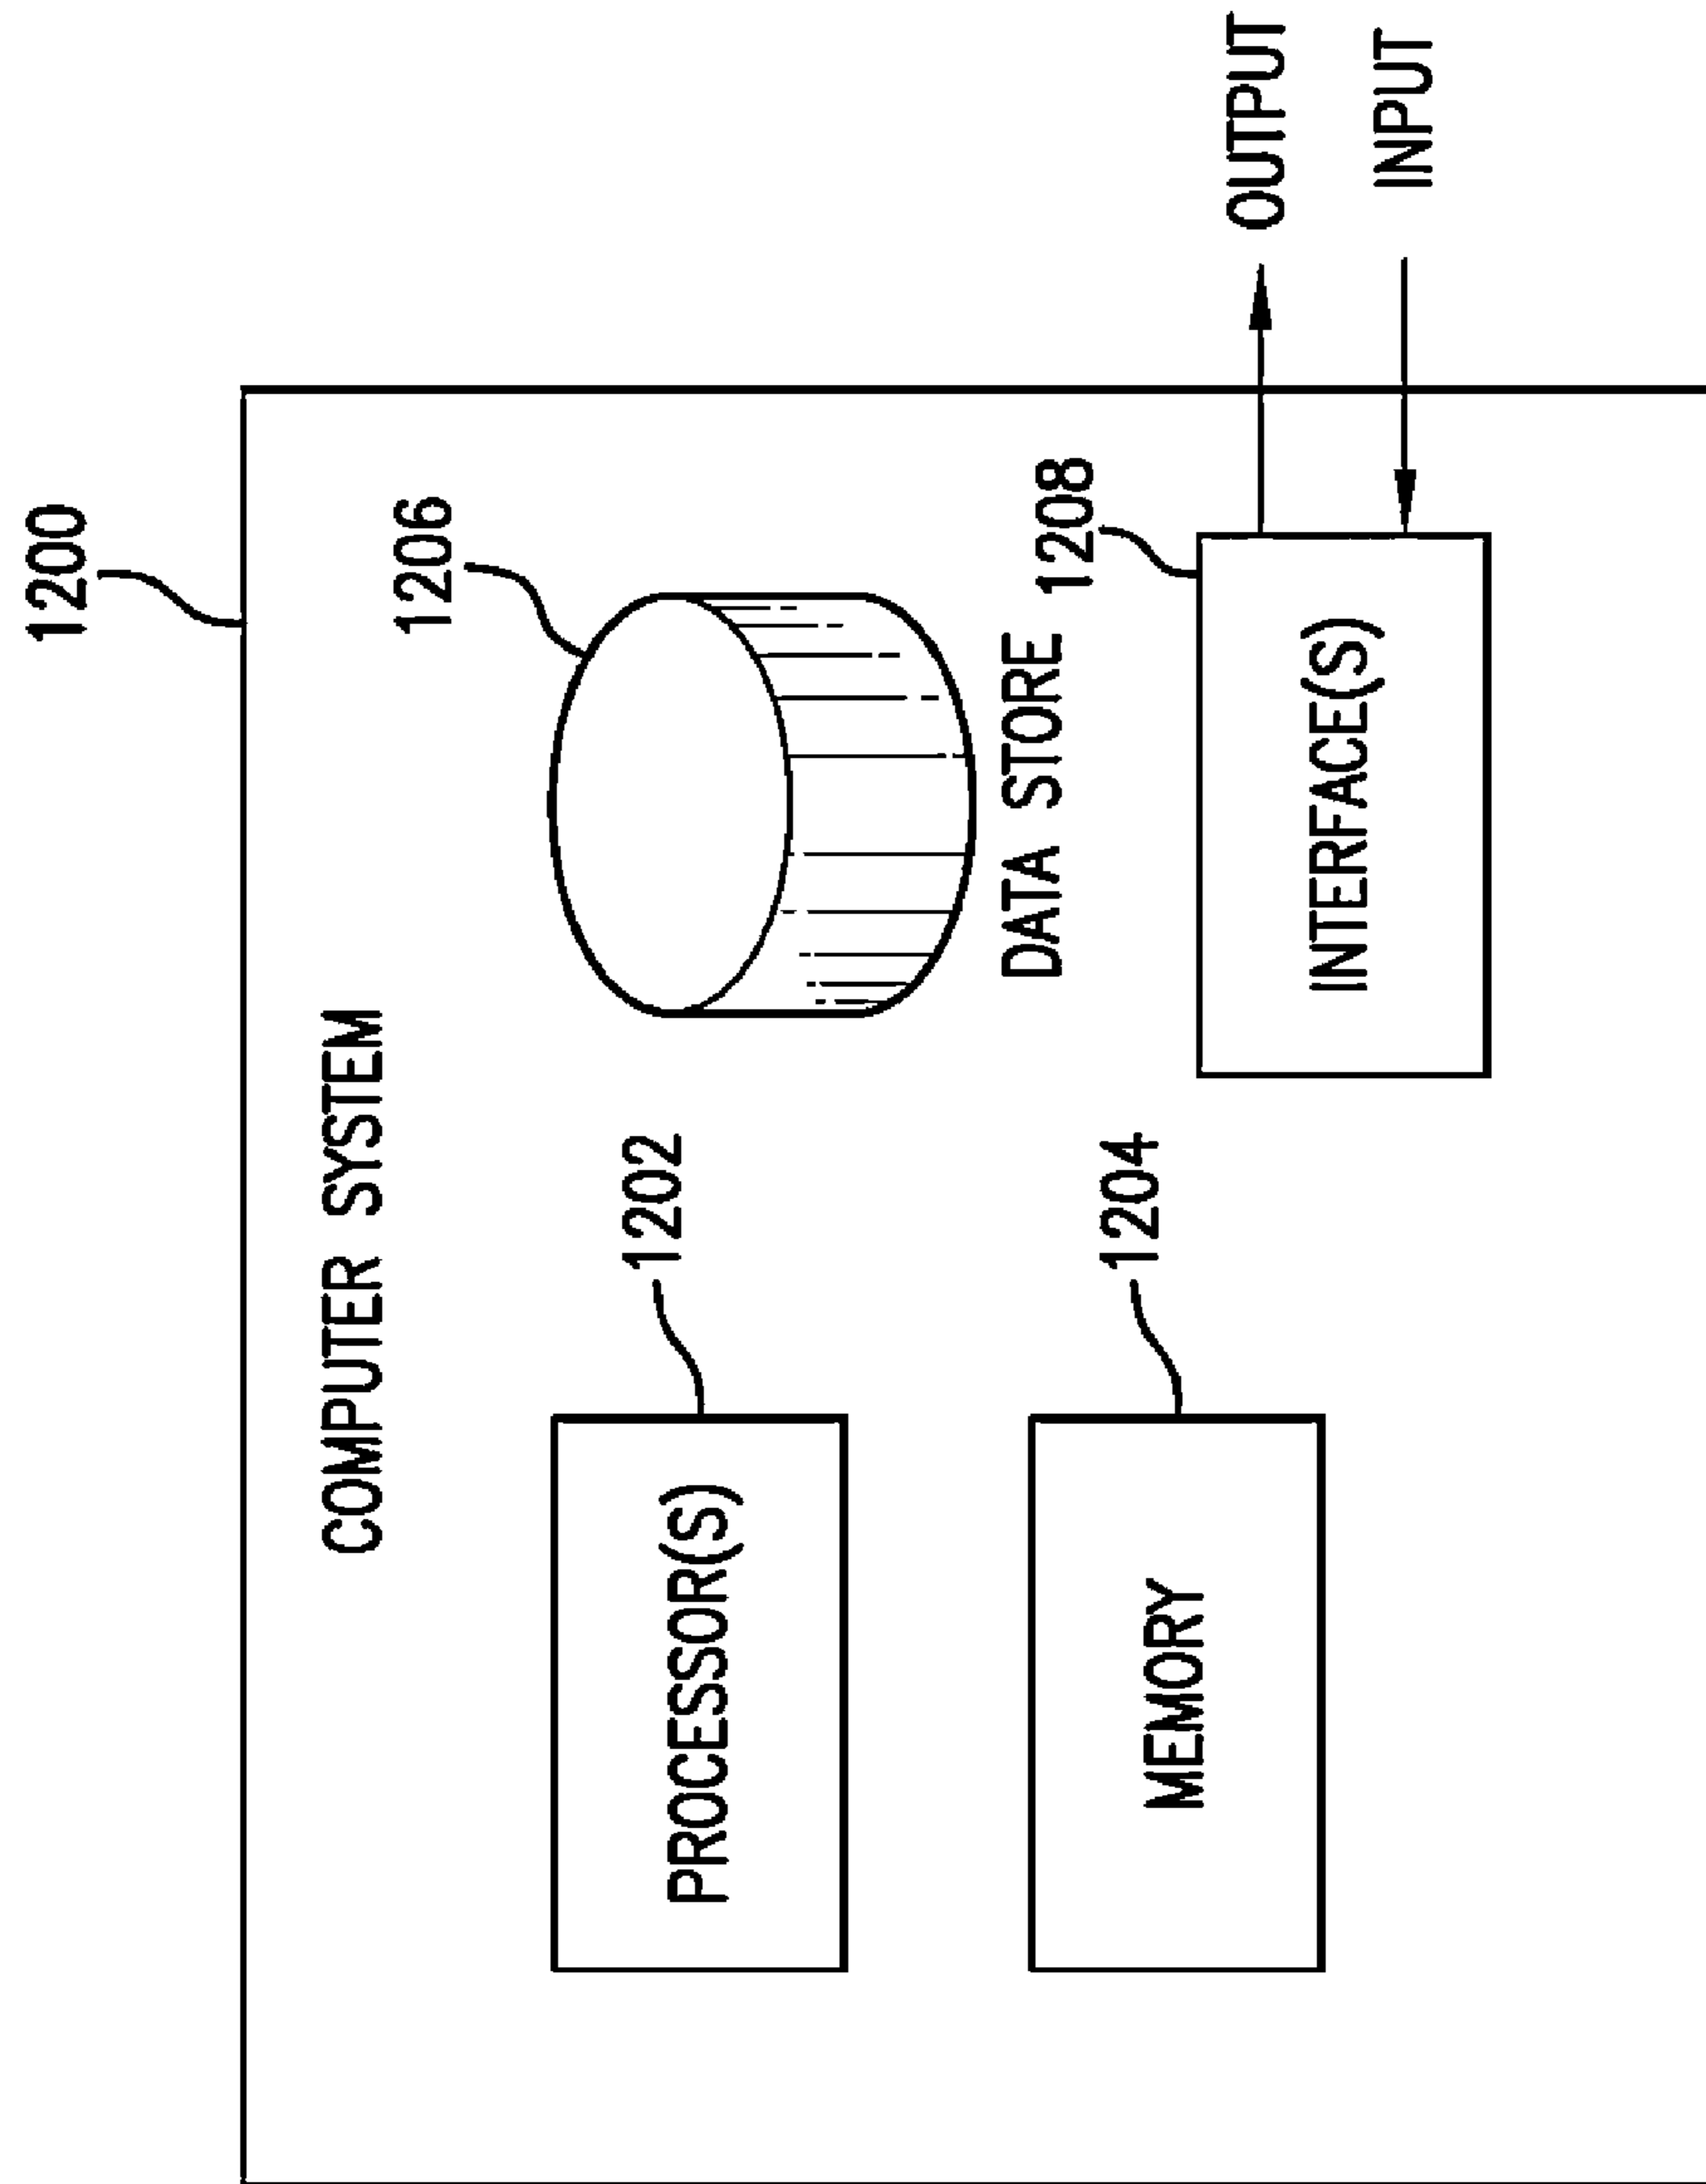 1200
COMPUTER SYSTEM
1206
1202
PROCESSOR(S)
DATA STORE
1204
MEMORY
1208
INTERFACE(S)
OUTPUT
INPUT